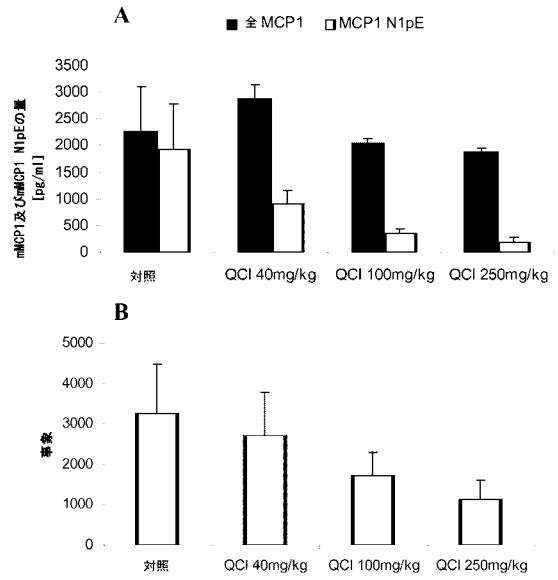 A
全 MCP1 MCP1 N1pE
mMCP1及びmMCP1 N1pEの量
[pg/ml]
3500
3000
2500
2000
1500
1000
500
0
対照 QCI 40mg/kg QCI 100mg/kg QCI 250mg/kg
B
事象
5000
4000
3000
2000
1000
0
対照 QCI 40mg/kg QCI 100mg/kg QCI 250mg/kg